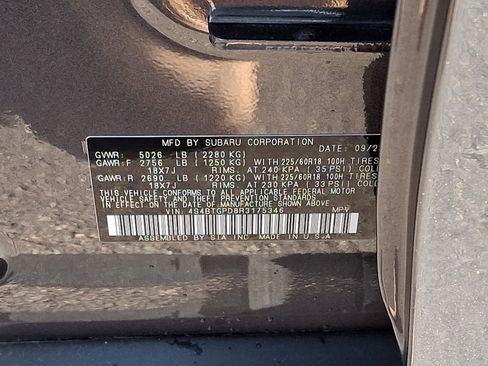 MFD BY SUBARU CORPORATION DATE: 09/2
GVWR: 5026 LB (2280 KG)
GAWR:F 2756 LB (1250 KG) WITH 225/60R18 100H TIRES
18X7J RIMS: AT 240 KPA ( 35 PSI) COL
GAWR:R 2690 LB (1220 KG) WITH 225/60R18 100H TIRES
18X7J RIMS: AT 230 KPA ( 33 PSI) COL
THIS VEHICLE CONFORMS TO ALL APPLICABLE FEDERAL MOTOR
VEHICLE SAFETY AND BUMPER STANDARDS IN EFFECT ON THE
DATE OF MANUFACTURE SHOWN ABOVE
VIN: 4S4BTGPD8R3175346 MPV
ASSEMBLED BY SIA INC. MADE IN U.S.A